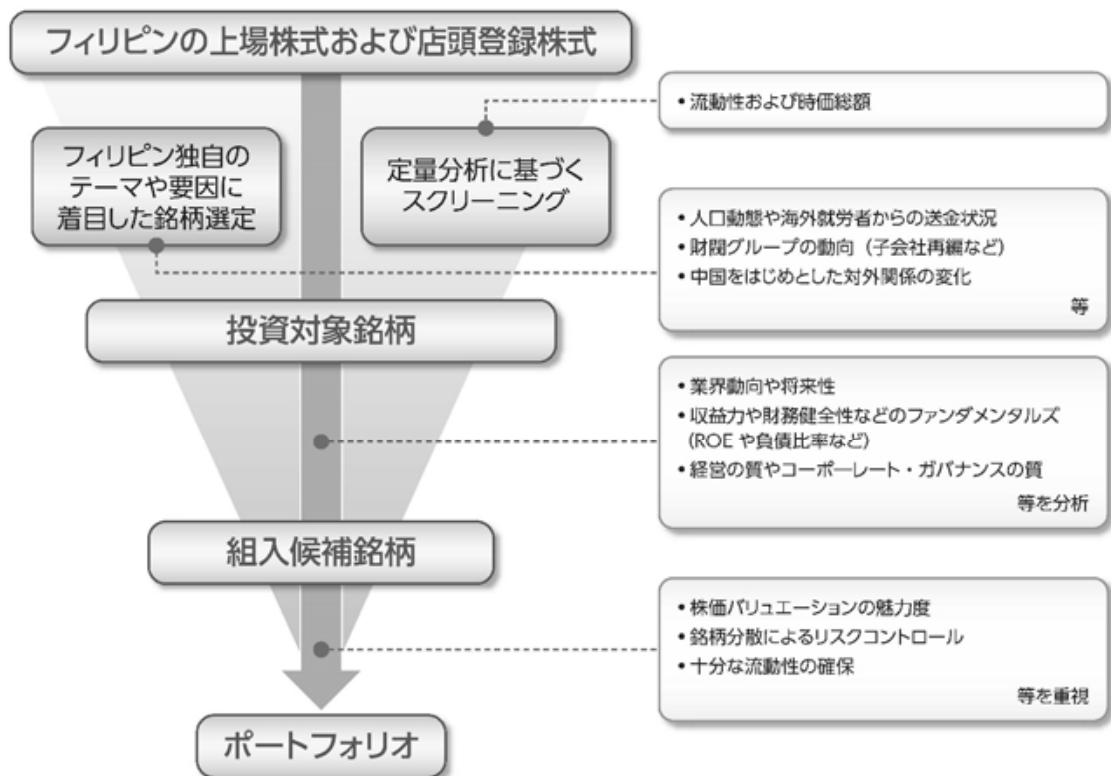 フィリピンの上場株式および店頭登録株式
• 流動性および時価総額
フィリピン独自の
テーマや要因に
着目した銘柄選定
定量分析に基づく
スクリーニング
• 人口動態や海外就労者からの送金状況
• 財閥グループの動向（子会社再編など）
• 中国をはじめとした対外関係の変化
等
投資対象銘柄
• 業界動向や将来性
• 収益力や財務健全性などのファンダメンタルズ
（ROE や負債比率など）
• 経営の質やコーポーレート・ガバナンスの質
等を分析
組入候補銘柄
• 株価バリュエーションの魅力度
• 銘柄分散によるリスクコントロール
• 十分な流動性の確保
等を重視
ポートフォリオ